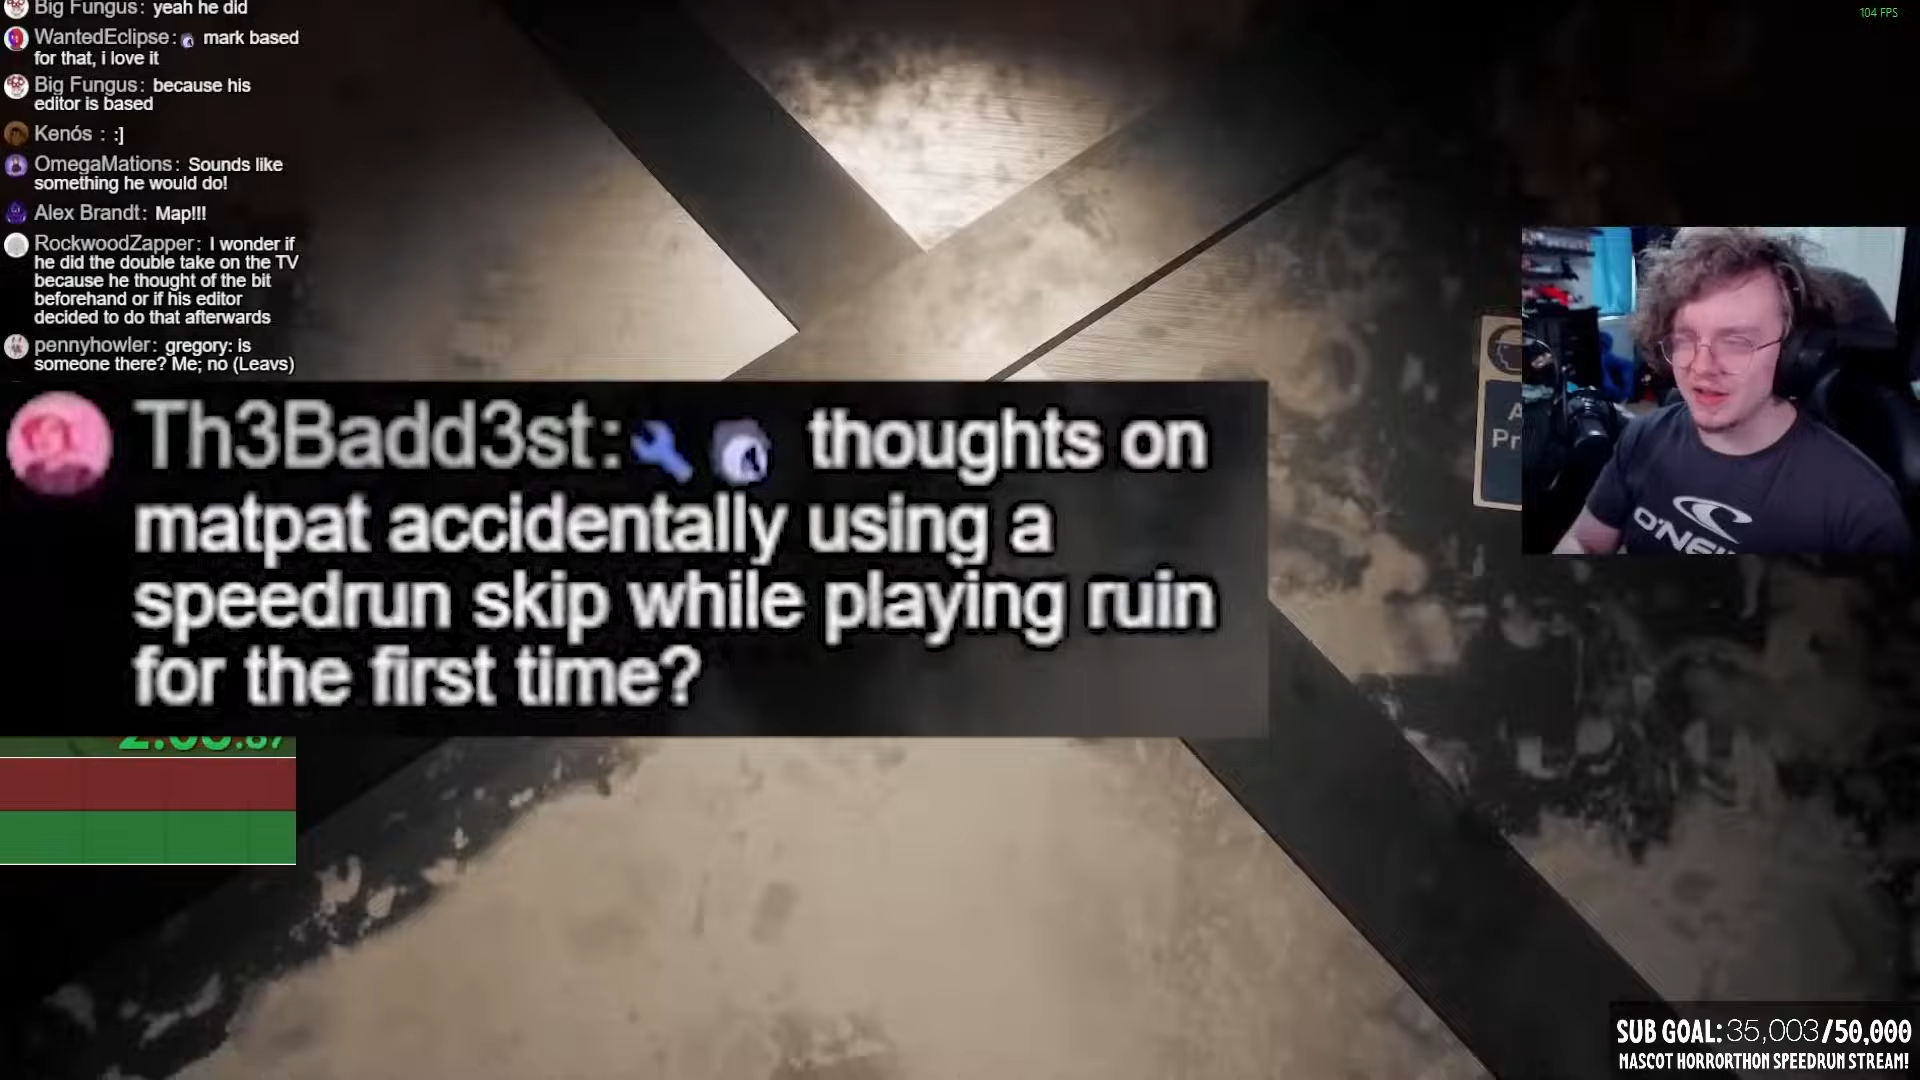 Big Fungus: yeah he did
WantedEclipse: mark based
for that, i love it
Big Fungus: because his
editor is based
Kenós : :]
OmegaMations: Sounds like
something he would do!
Alex Brandt: Map!!!
RockwoodZapper: I wonder if
he did the double take on the TV
because he thought of the bit
beforehand or if his editor
decided to do that afterwards
pennyhowler: gregory: is
someone there? Me; no (Leavs)
Th3Badd3st: thoughts on
matpat accidentally using a
speedrun skip while playing ruin
for the first time?
104 FPS
SUB GOAL: 35,003/50,000
MASCOT HORRORTHON SPEEDRUN STREAM!